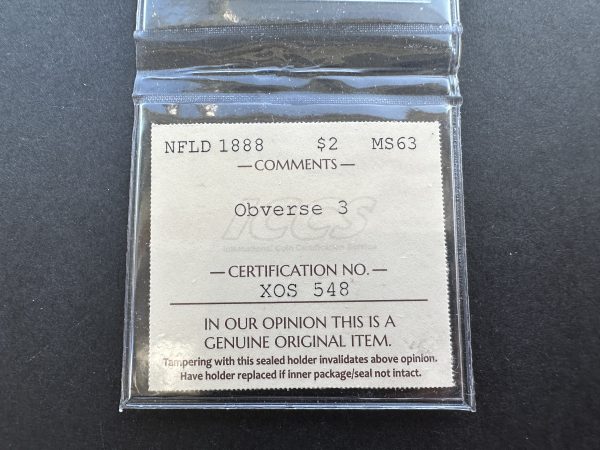 NFLD 1888 $2 MS63
— COMMENTS —
Obverse 3
ICCS
International Coin Certification Service
— CERTIFICATION NO. —
XOS 548
IN OUR OPINION THIS IS A
GENUINE ORIGINAL ITEM.
Tampering with this sealed holder invalidates above opinion.
Have holder replaced if inner package/seal not intact.